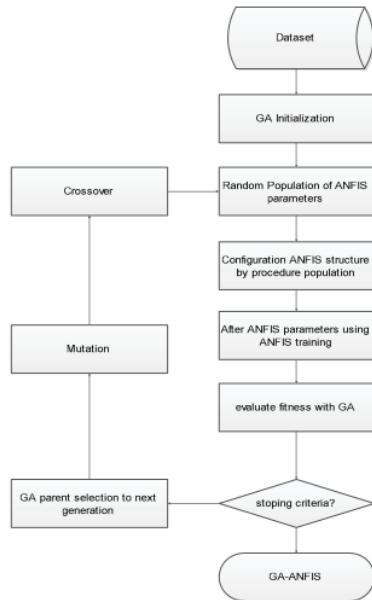 Dataset
GA Initialization
Crossover
Random Population of ANFIS
parameters
Configuration ANFIS structure
by procedure population
Mutation
After ANFIS parameters using
ANFIS training
evaluate fitness with GA
GA parent selection to next
generation
stoping criteria?
GA-ANFIS